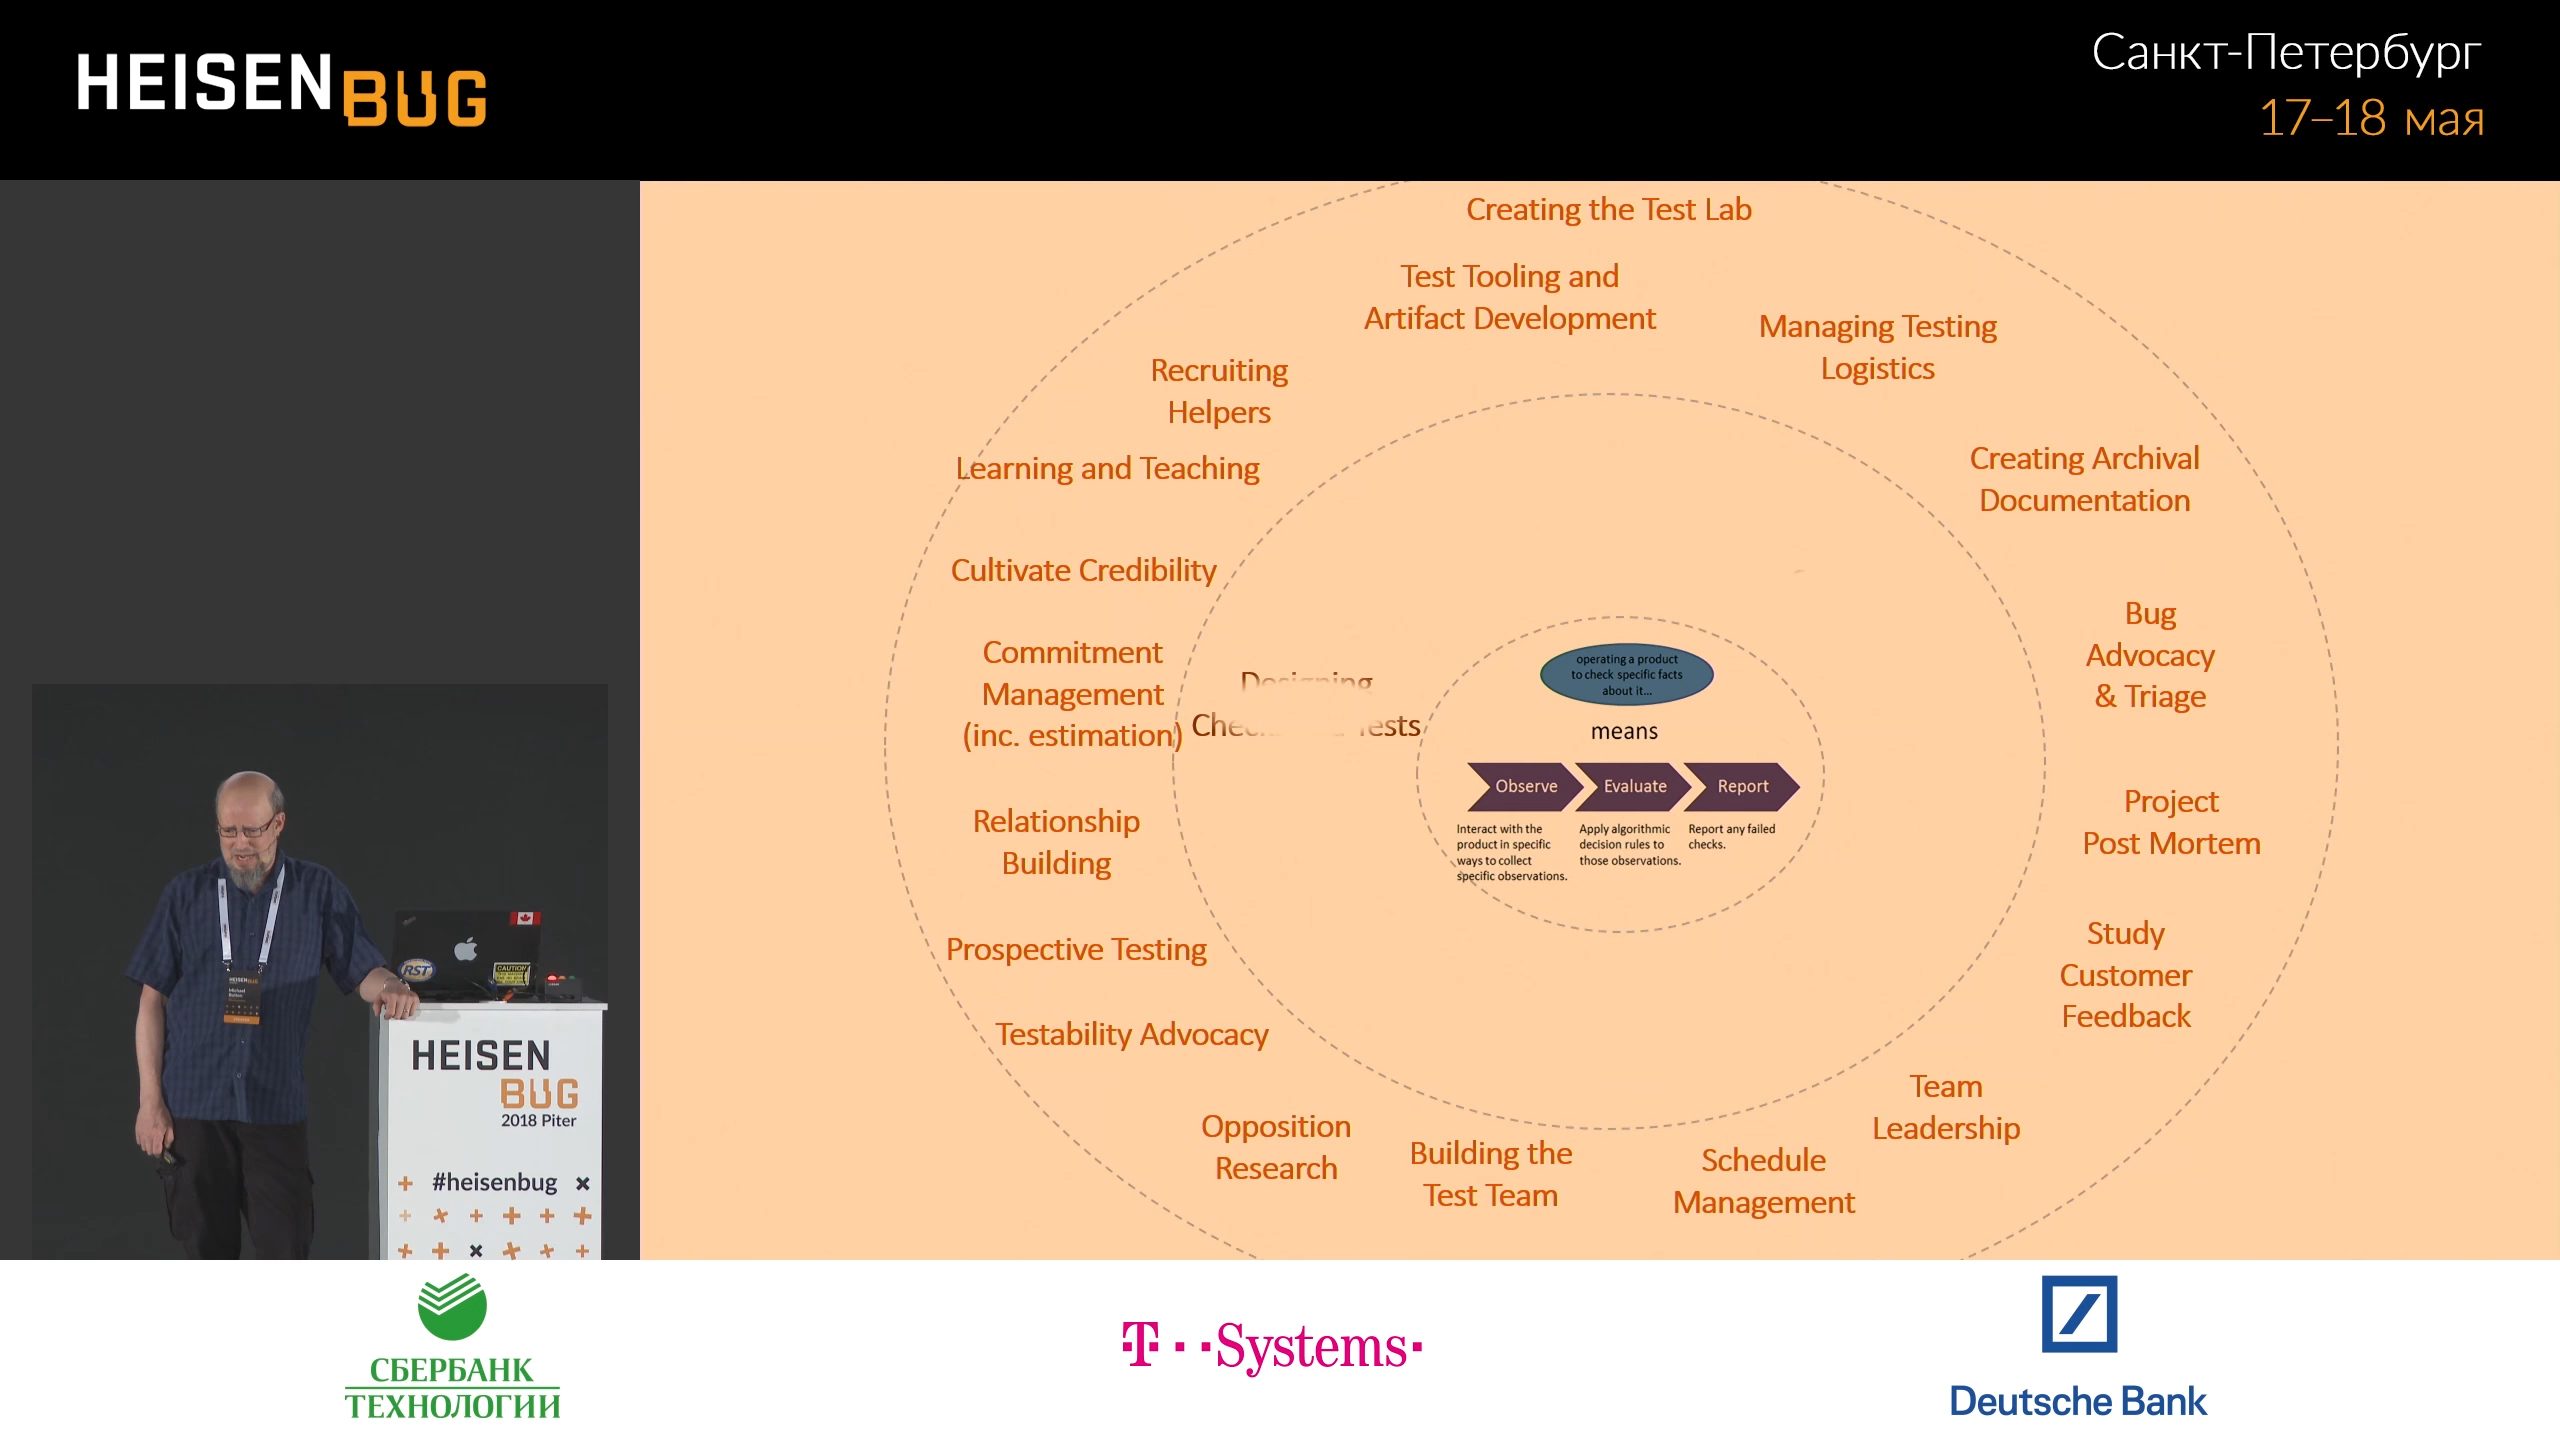 HEISENBUG
Санкт-Петербург
17–18 мая
Creating the Test Lab
Test Tooling and
Artifact Development
Managing Testing
Logistics
Recruiting
Helpers
Learning and Teaching
Creating Archival
Documentation
Cultivate Credibility
Commitment
Management
(inc. estimation)
Designing
Bug
Advocacy
& Triage
operating a product
to check specific facts
about it...
means
Observe
Evaluate
Report
Interact with the
product in specific
ways to collect
specific observations.
Apply algorithmic
decision rules to
those observations.
Report any failed
checks.
Relationship
Building
Project
Post Mortem
Prospective Testing
Study
Customer
Feedback
Testability Advocacy
Team
Leadership
Opposition
Research
Building the
Test Team
Schedule
Management
RST
CAUTION
HEISENBUG
Michael
Bolton
HEISEN
BUG
2018 Piter
#heisenbug
СБЕРБАНК
ТЕХНОЛОГИИ
T··Systems·
Deutsche Bank